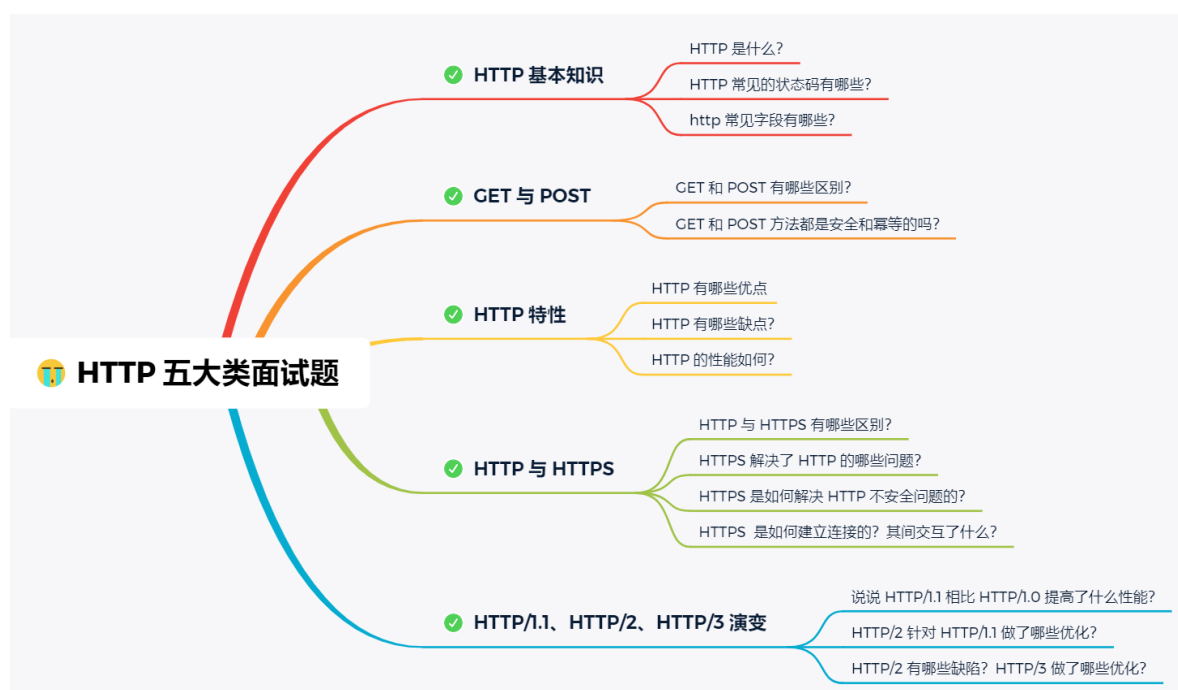 HTTP 五大类面试题
HTTP 基本知识
HTTP 是什么？
HTTP 常见的状态码有哪些？
http 常见字段有哪些？
GET 与 POST
GET 和 POST 有哪些区别？
GET 和 POST 方法都是安全和幂等的吗？
HTTP 特性
HTTP 有哪些优点
HTTP 有哪些缺点？
HTTP 的性能如何？
HTTP 与 HTTPS
HTTP 与 HTTPS 有哪些区别？
HTTPS 解决了 HTTP 的哪些问题？
HTTPS 是如何解决 HTTP 不安全问题的？
HTTPS 是如何建立连接的？其间交互了什么？
HTTP/1.1、HTTP/2、HTTP/3 演变
说说 HTTP/1.1 相比 HTTP/1.0 提高了什么性能？
HTTP/2 针对 HTTP/1.1 做了哪些优化？
HTTP/2 有哪些缺陷？HTTP/3 做了哪些优化？